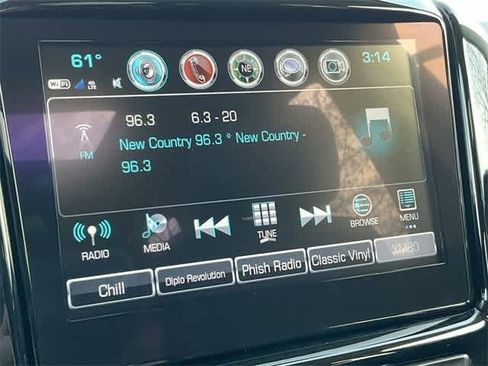 61°
3:14
WiFi
4G
LTE
NE
96.3 6.3 - 20
FM
New Country 96.3 * New Country -
96.3
RADIO
MEDIA
TUNE
BROWSE
MENU
Chill
Diplo Revolution
Phish Radio
Classic Vinyl
XM80